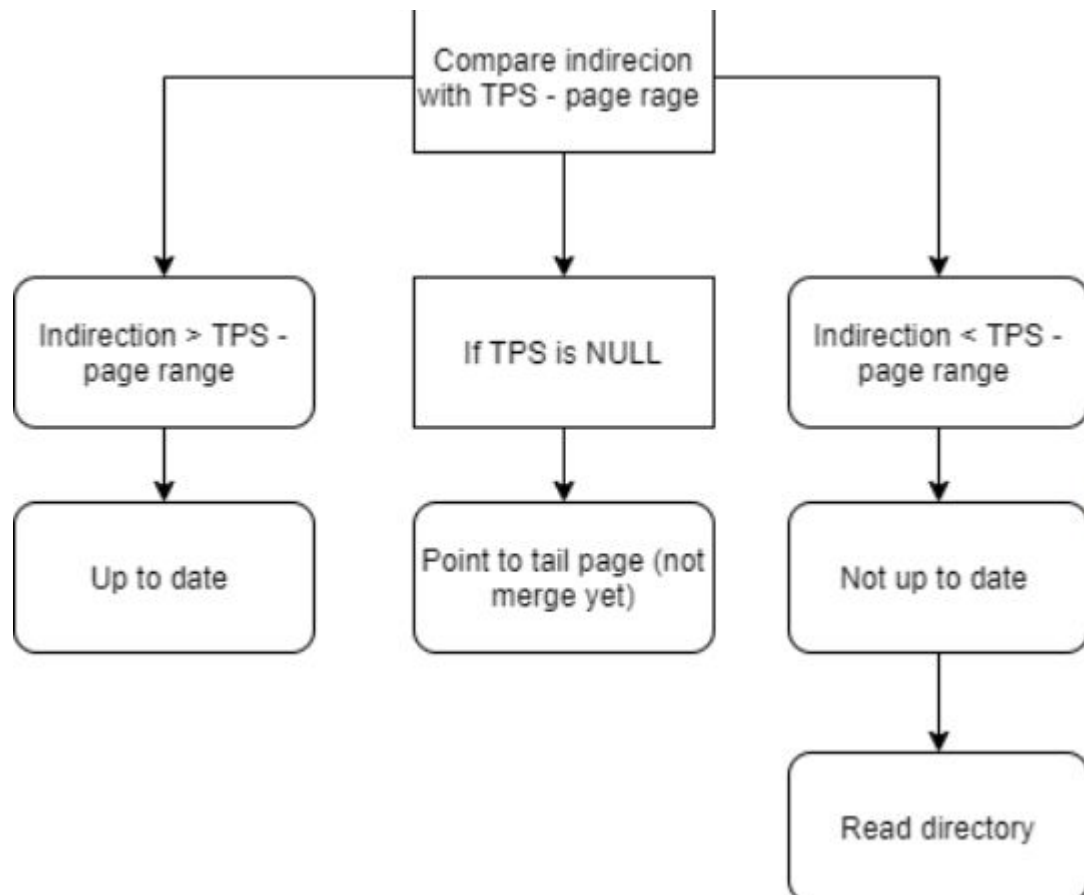 Compare indirecion
with TPS - page rage
Indirection > TPS -
page range
If TPS is NULL
Indirection < TPS -
page range
Up to date
Point to tail page (not
merge yet)
Not up to date
Read directory